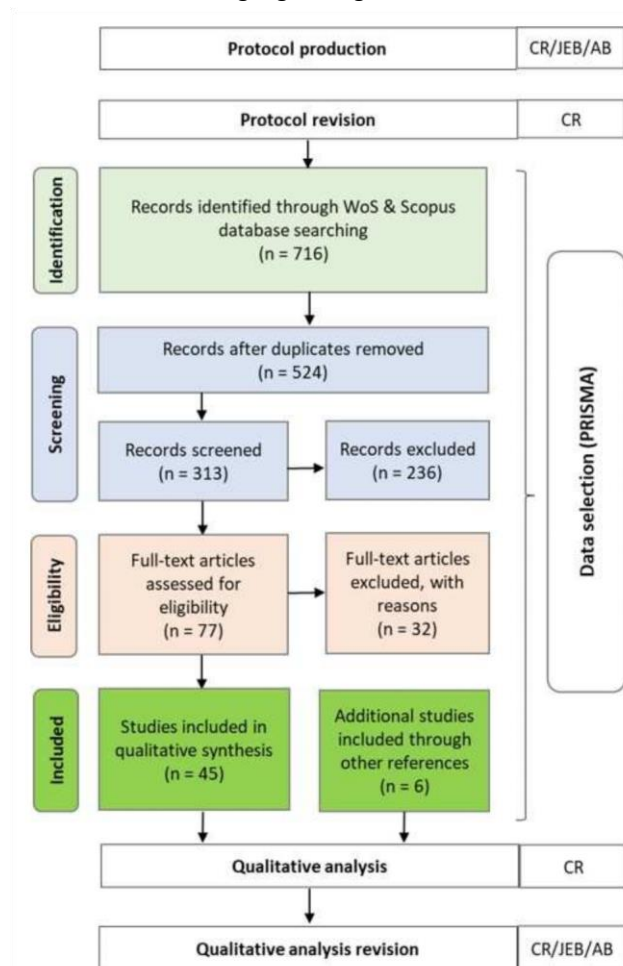 Protocol production
CR/JEB/AB
Protocol revision
CR
Identification
Records identified through WoS & Scopus
database searching
(n = 716)
Screening
Records after duplicates removed
(n = 524)
Records screened
(n = 313)
Records excluded
(n = 236)
Eligibility
Full-text articles
assessed for
eligibility
(n = 77)
Full-text articles
excluded, with
reasons
(n = 32)
Included
Studies included in
qualitative synthesis
(n = 45)
Additional studies
included through
other references
(n = 6)
Data selection (PRISMA)
Qualitative analysis
CR
Qualitative analysis revision
CR/JEB/AB